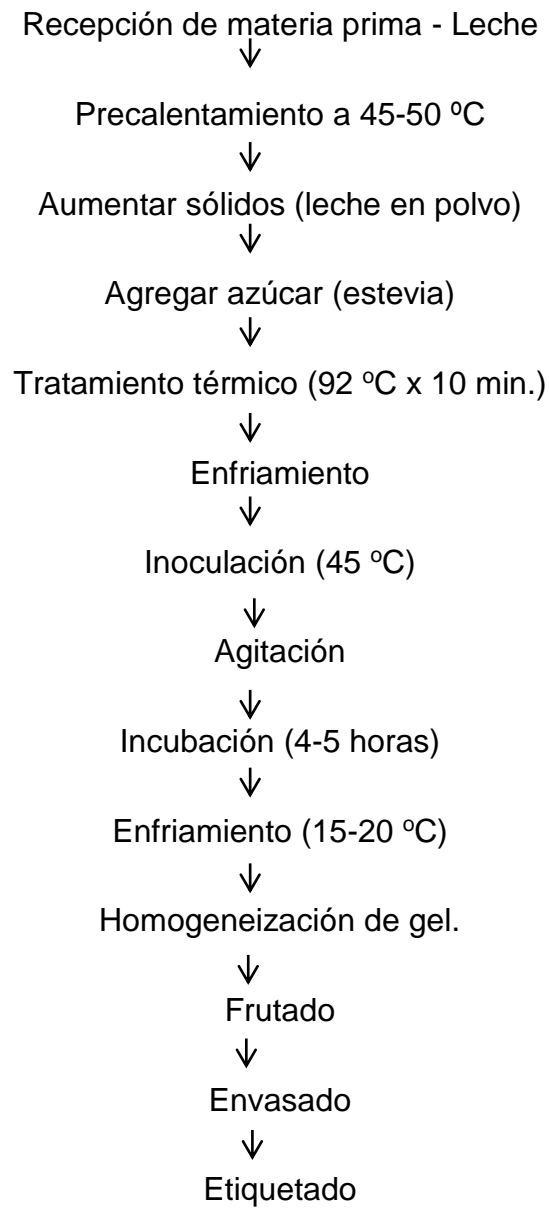 Recepción de materia prima - Leche
Precalentamiento a 45-50 ºC
Aumentar sólidos (leche en polvo)
Agregar azúcar (estevia)
Tratamiento térmico (92 ºC x 10 min.)
Enfriamiento
Inoculación (45 ºC)
Agitación
Incubación (4-5 horas)
Enfriamiento (15-20 ºC)
Homogeneización de gel.
Frutado
Envasado
Etiquetado